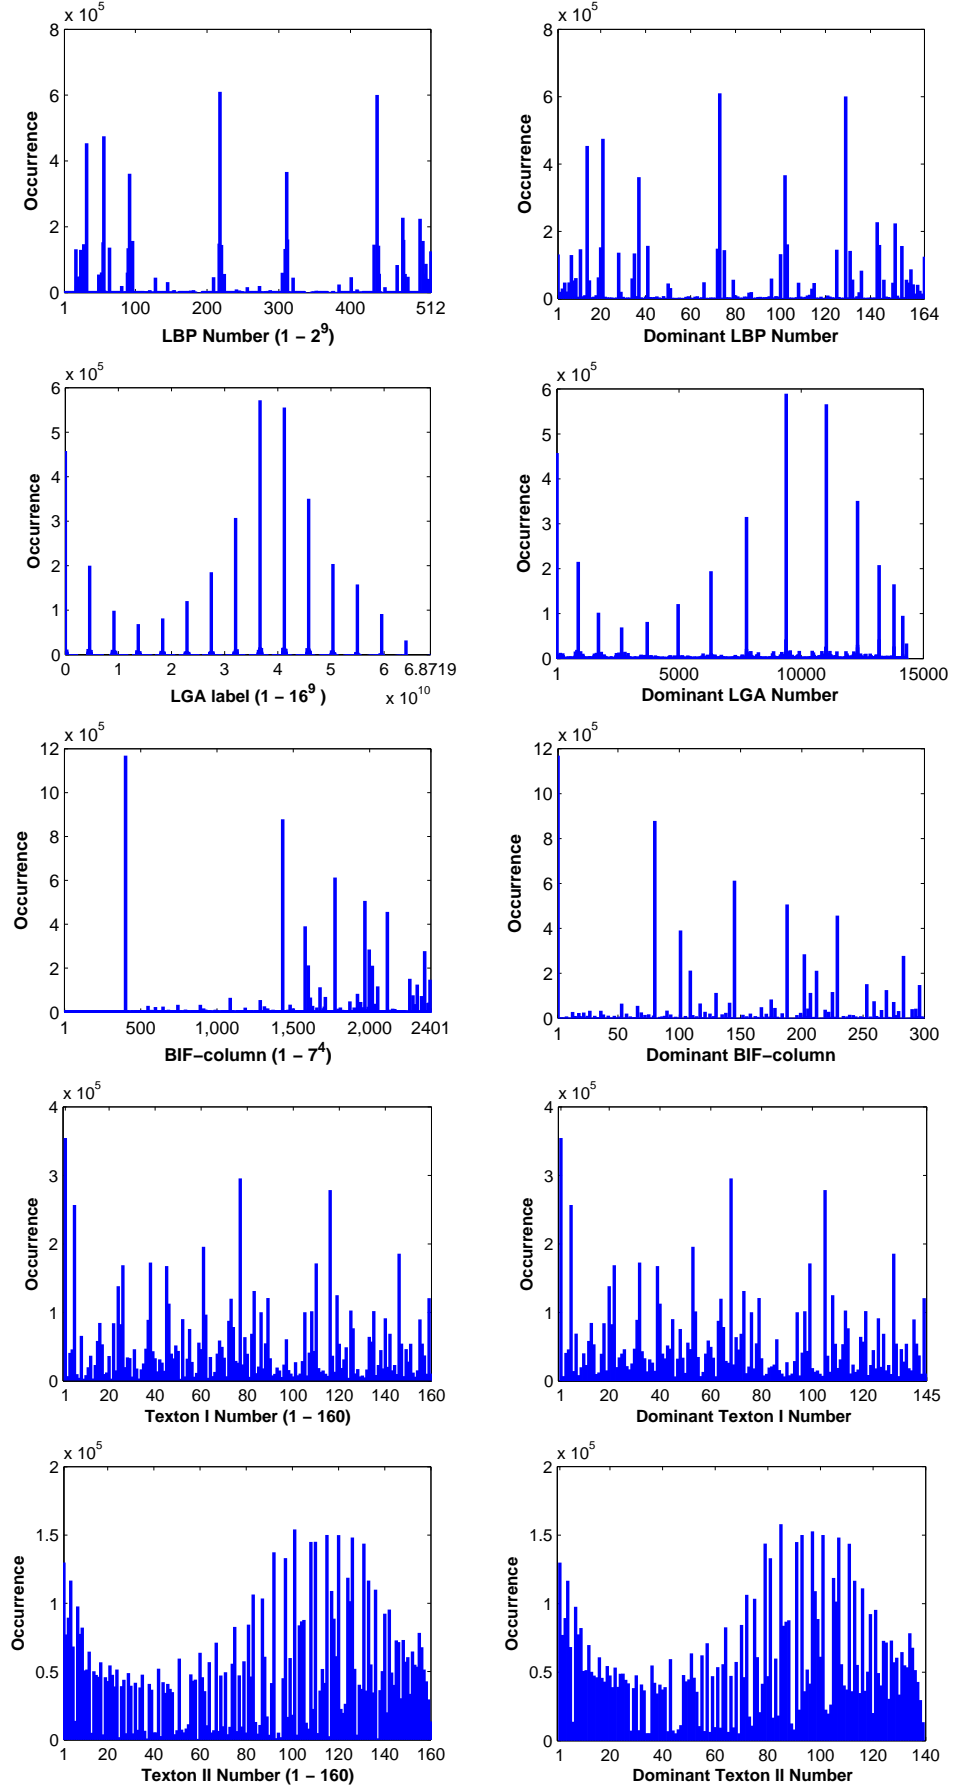 x 10^5
8
6
4
2
0
Occurrence
1 100 200 300 400 512
LBP Number (1 − 2^9)
x 10^5
8
6
4
2
0
Occurrence
1 20 40 60 80 100 120 140 164
Dominant LBP Number
x 10^5
6
5
4
3
2
1
0
Occurrence
0 1 2 3 4 5 6 6.8719
LGA label (1 − 16^9 )
x 10^10
x 10^5
6
5
4
3
2
1
0
Occurrence
1 5000 10000 15000
Dominant LGA Number
x 10^5
12
10
8
6
4
2
0
Occurrence
1 500 1,000 1,500 2,000 2401
BIF−column (1 − 7^4)
x 10^5
12
10
8
6
4
2
0
Occurrence
1 50 100 150 200 250 300
Dominant BIF−column
x 10^5
4
3
2
1
0
Occurrence
1 20 40 60 80 100 120 140 160
Texton I Number (1 − 160)
x 10^5
4
3
2
1
0
Occurrence
1 20 40 60 80 100 120 145
Dominant Texton I Number
x 10^5
2
1.5
1
0.5
0
Occurrence
1 20 40 60 80 100 120 140 160
Texton II Number (1 − 160)
x 10^5
2
1.5
1
0.5
0
Occurrence
1 20 40 60 80 100 120 140
Dominant Texton II Number